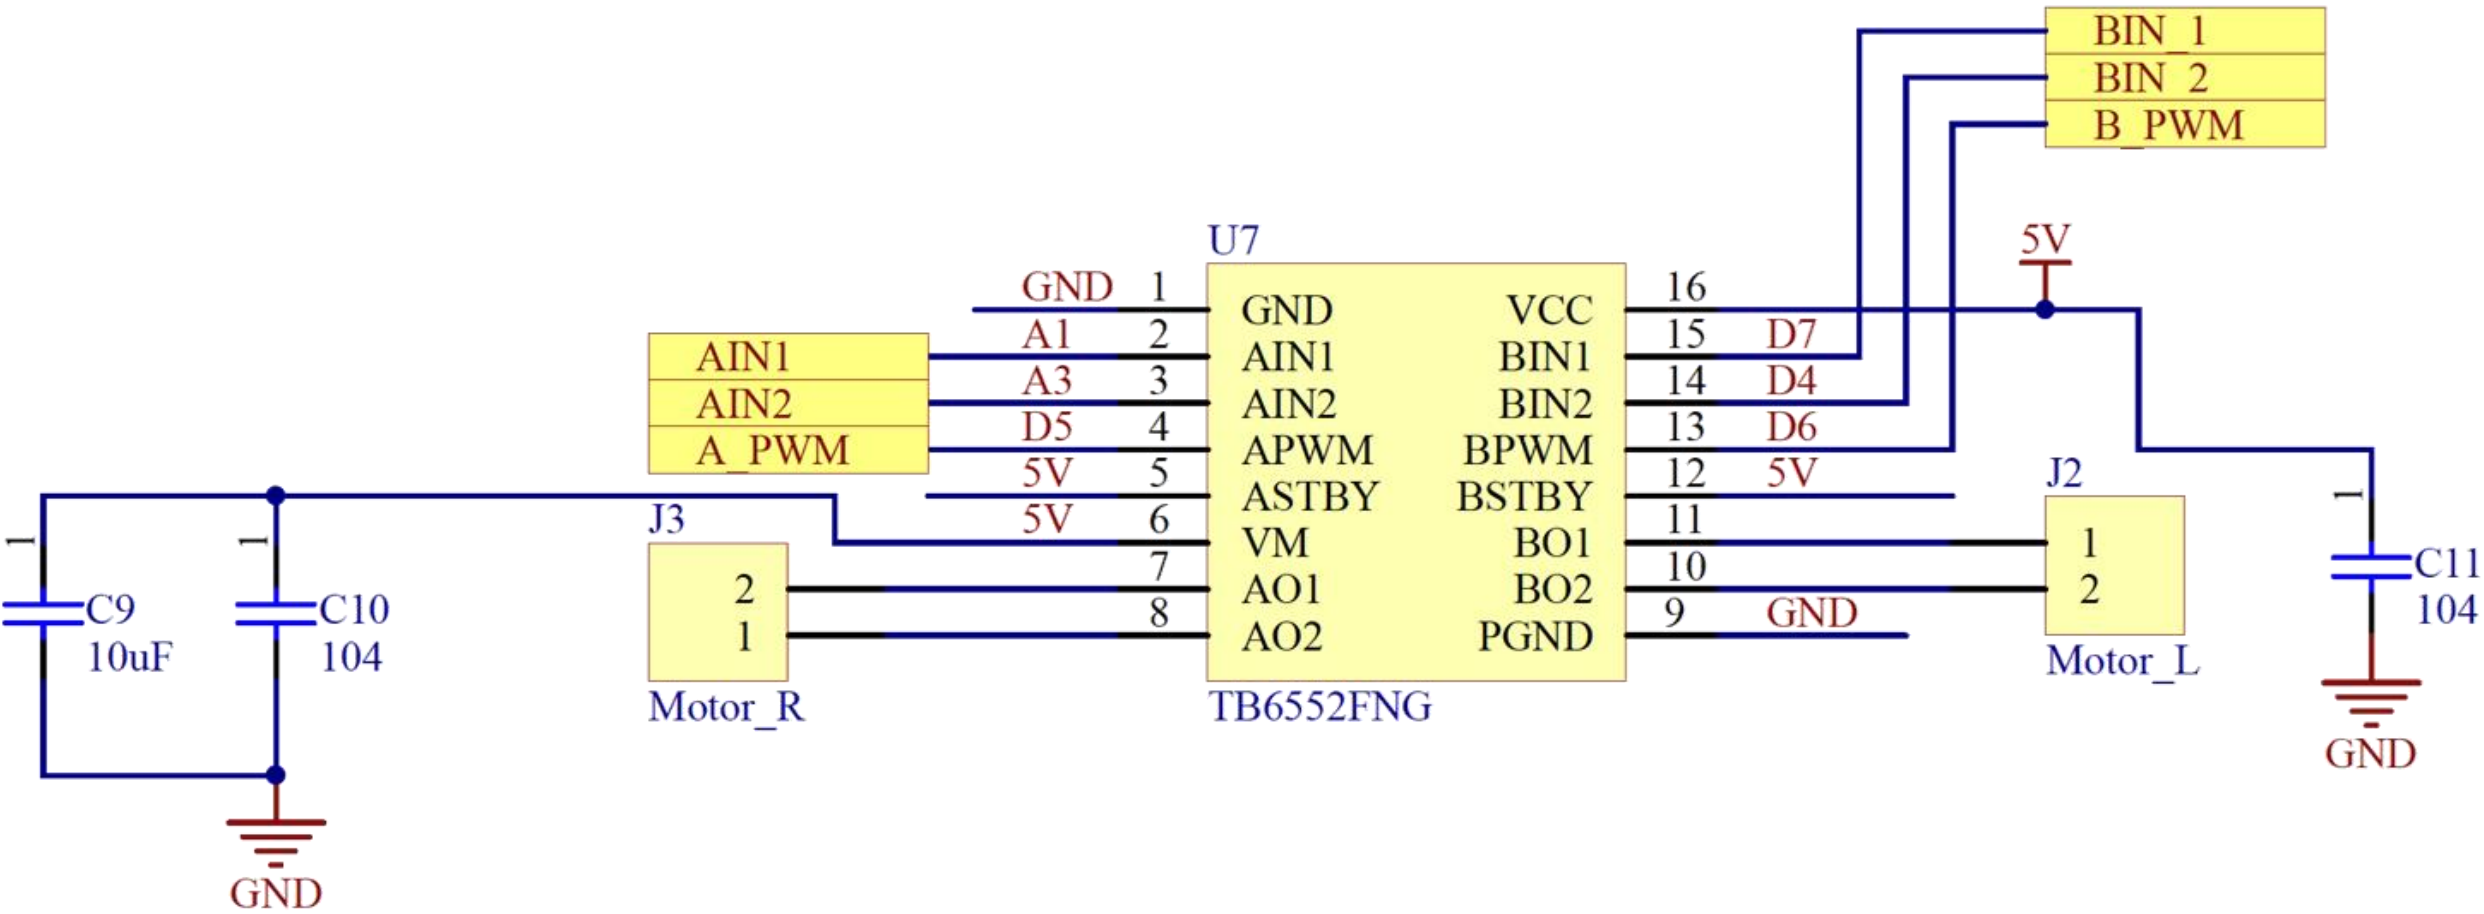 BIN_1
BIN_2
B_PWM
U7
5V
GND 1 GND VCC 16
A1 2 15 D7
AIN1 AIN1 BIN1
A3 3 14 D4
AIN2 AIN2 BIN2
D5 4 13 D6
A_PWM APWM BPWM
5V 5 12 5V
ASTBY BSTBY
J2
1
1
J3
5V 6 11
VM BO1 1
1
1
7 10
2 AO1 BO2 2
8 9 GND
1 AO2 PGND
C9
10uF
C10
104
C11
104
Motor_R
TB6552FNG
Motor_L
GND
GND